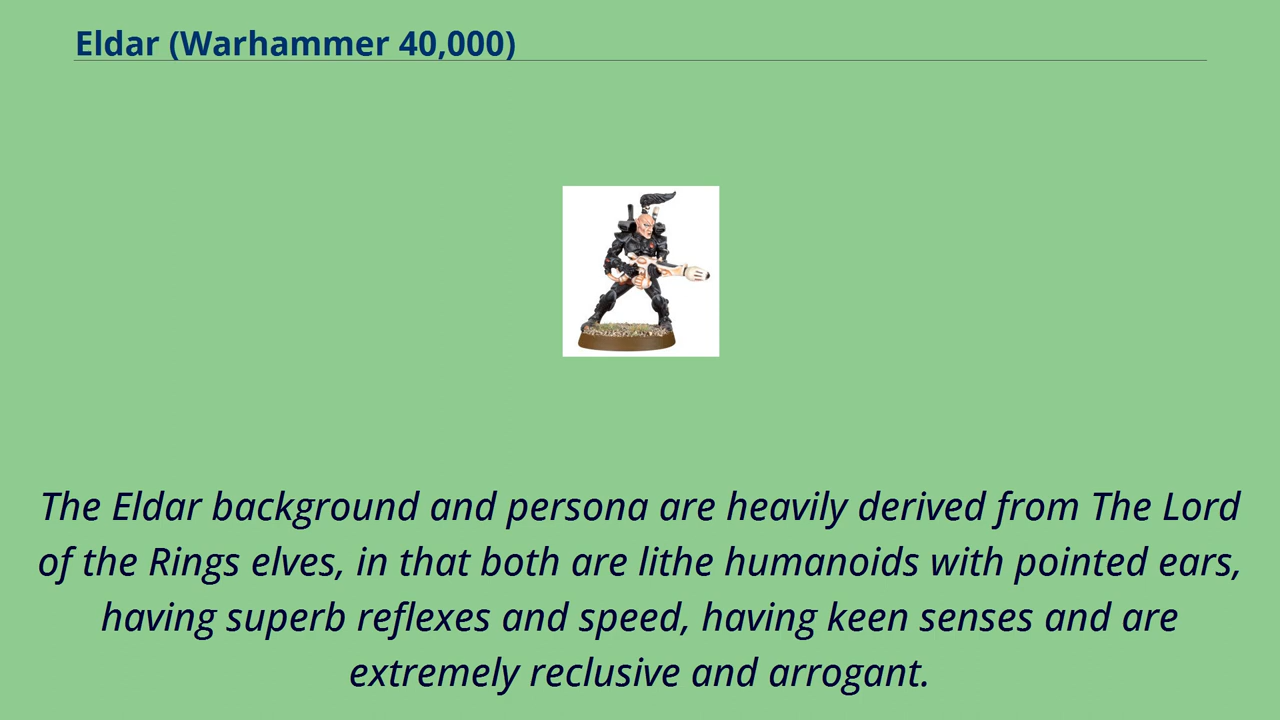 Eldar (Warhammer 40,000)
The Eldar background and persona are heavily derived from The Lord
of the Rings elves, in that both are lithe humanoids with pointed ears,
having superb reflexes and speed, having keen senses and are
extremely reclusive and arrogant.